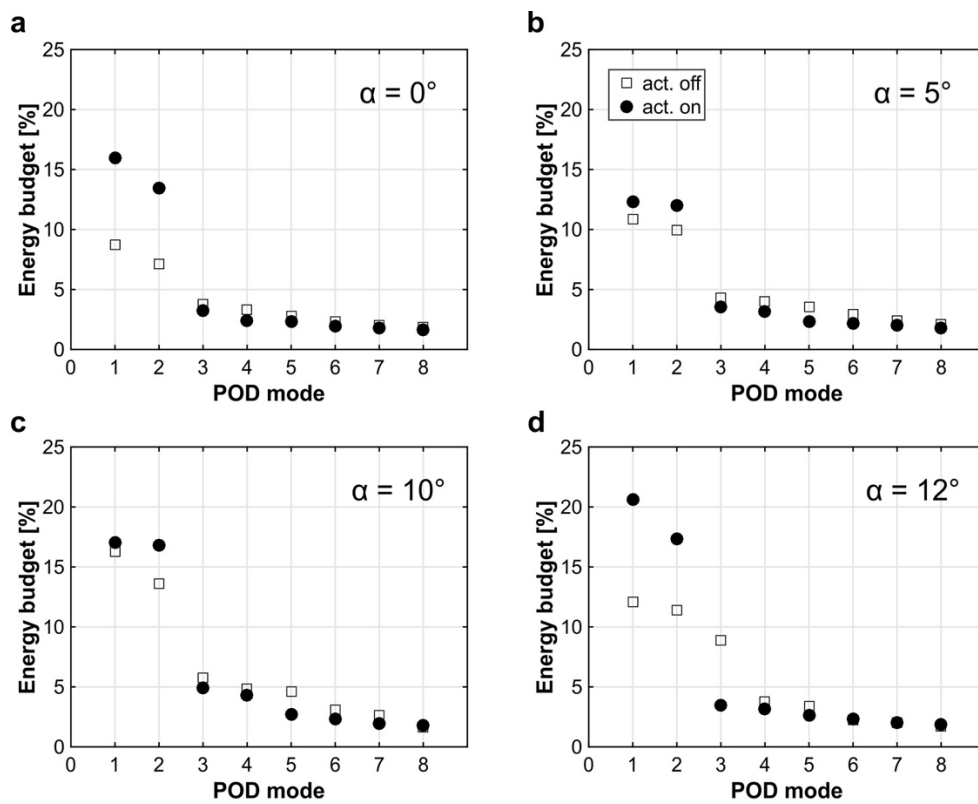 a
25
20
15
10
5
0
Energy budget [%]
α = 0°
0 1 2 3 4 5 6 7 8
POD mode
b
25
20
15
10
5
0
Energy budget [%]
act. off
act. on
α = 5°
0 1 2 3 4 5 6 7 8
POD mode
c
25
20
15
10
5
0
Energy budget [%]
α = 10°
0 1 2 3 4 5 6 7 8
POD mode
d
25
20
15
10
5
0
Energy budget [%]
α = 12°
0 1 2 3 4 5 6 7 8
POD mode